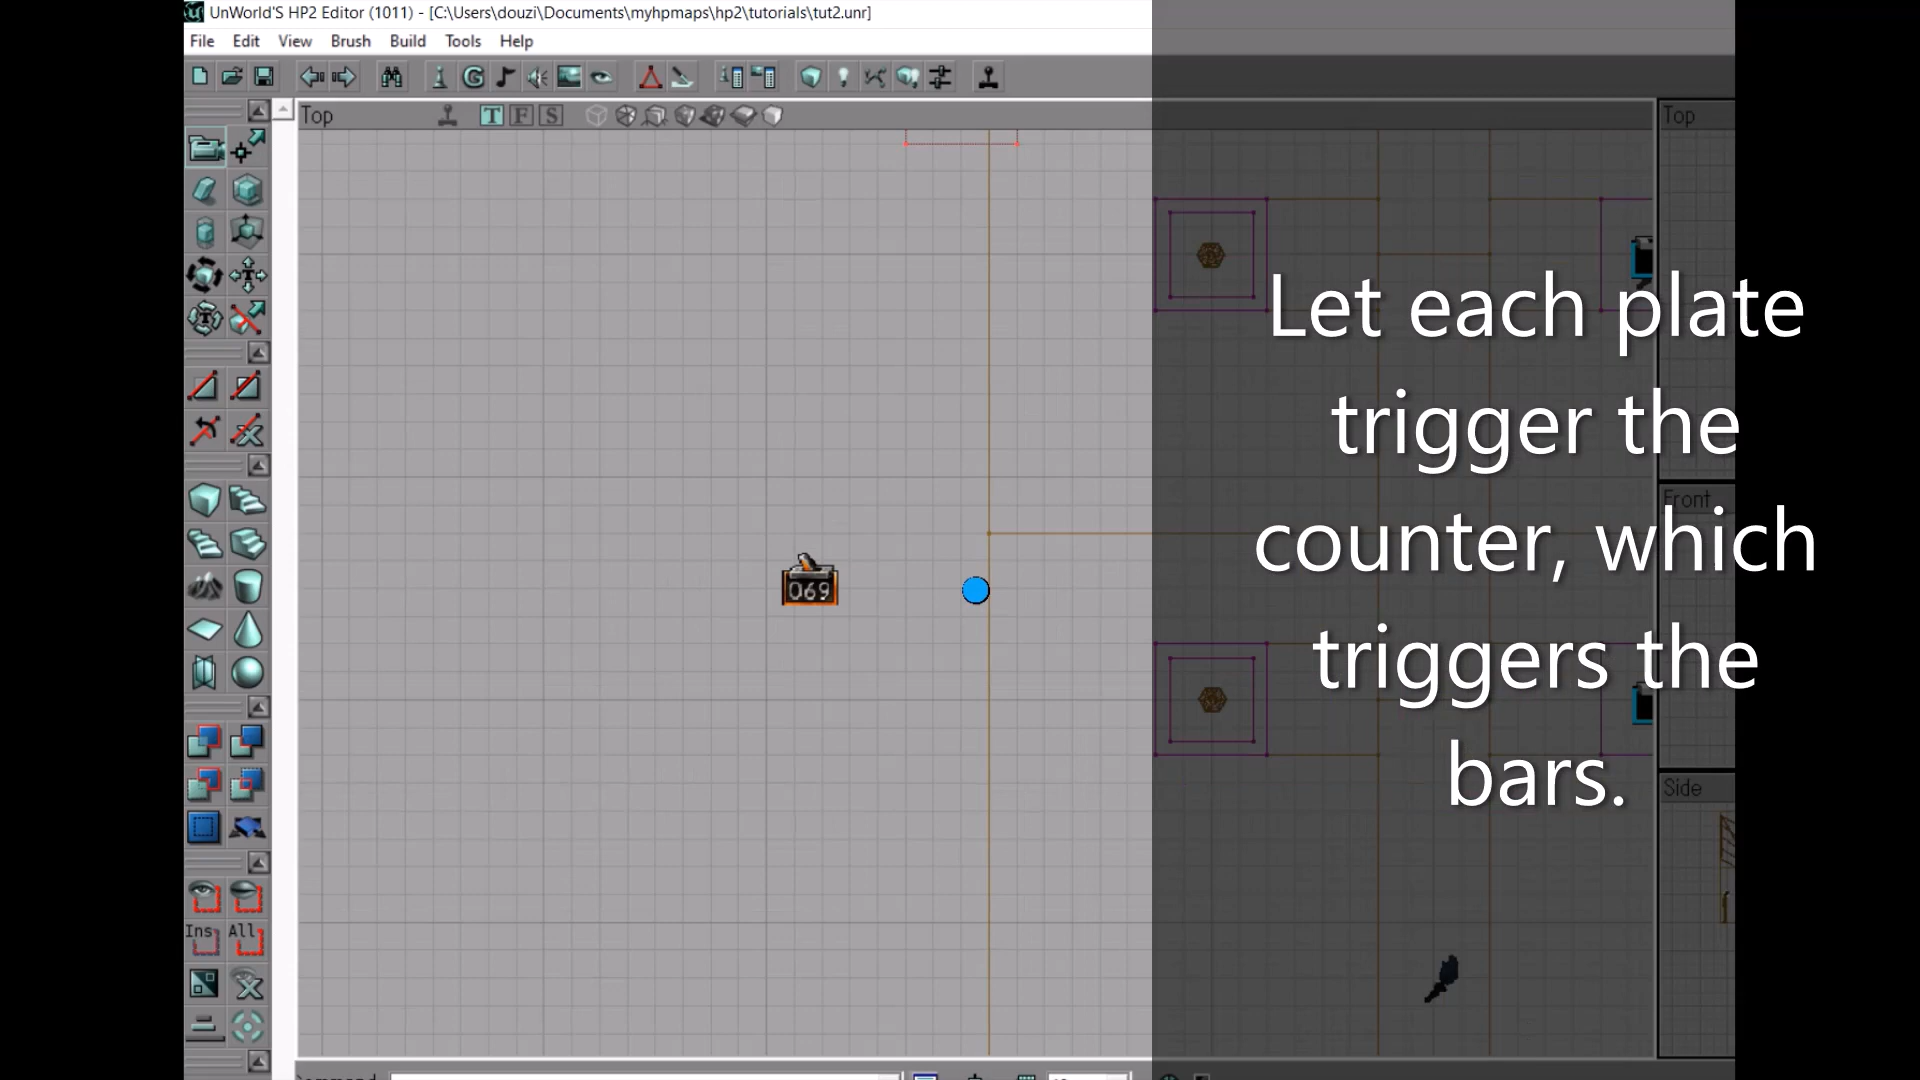 UnWorld'S HP2 Editor (1011) - [C:\Users\douzi\Documents\myhpmaps\hp2\tutorials\tut2.unr]
File Edit View Brush Build Tools Help
Top
T F S
Top
Let each plate
trigger the
counter, which
triggers the
bars.
069
Front
Side
Ins All